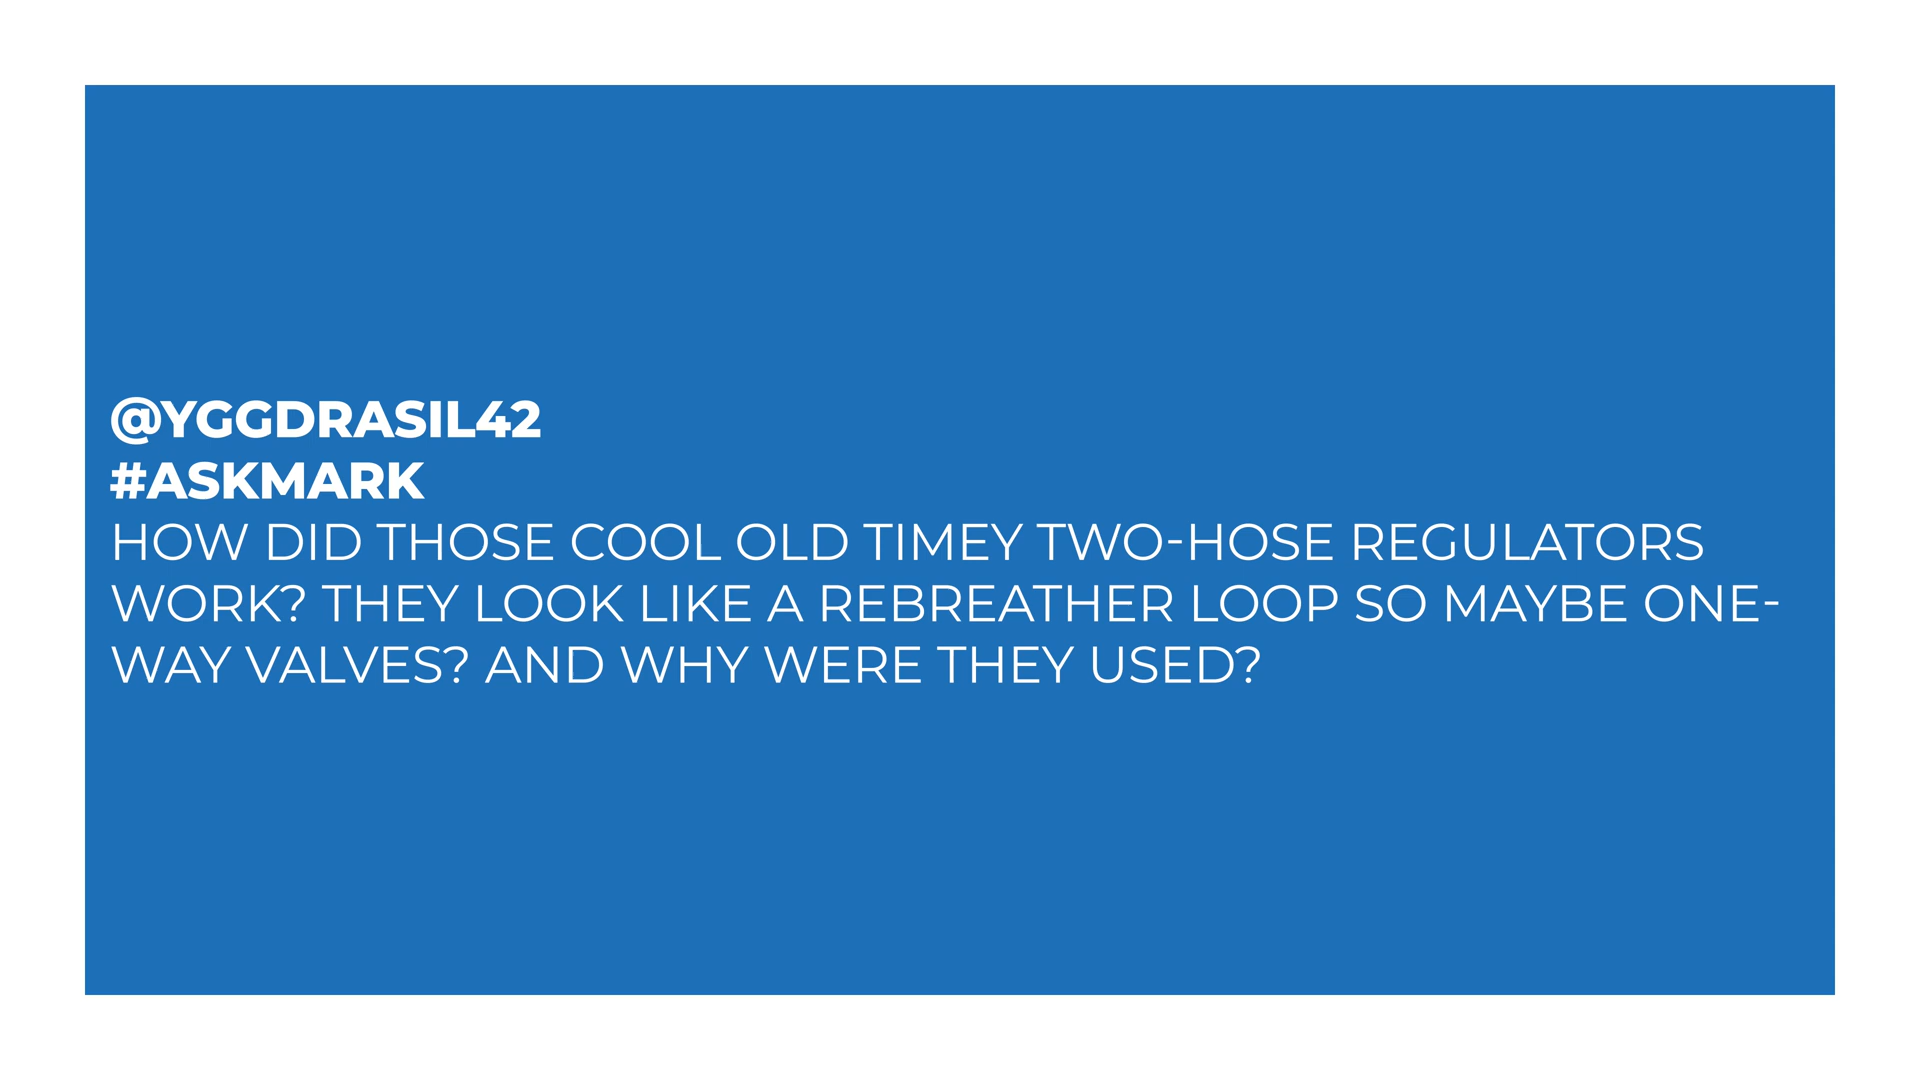 @YGGDRASIL42
#ASKMARK
HOW DID THOSE COOL OLD TIMEY TWO-HOSE REGULATORS
WORK? THEY LOOK LIKE A REBREATHER LOOP SO MAYBE ONE-
WAY VALVES? AND WHY WERE THEY USED?